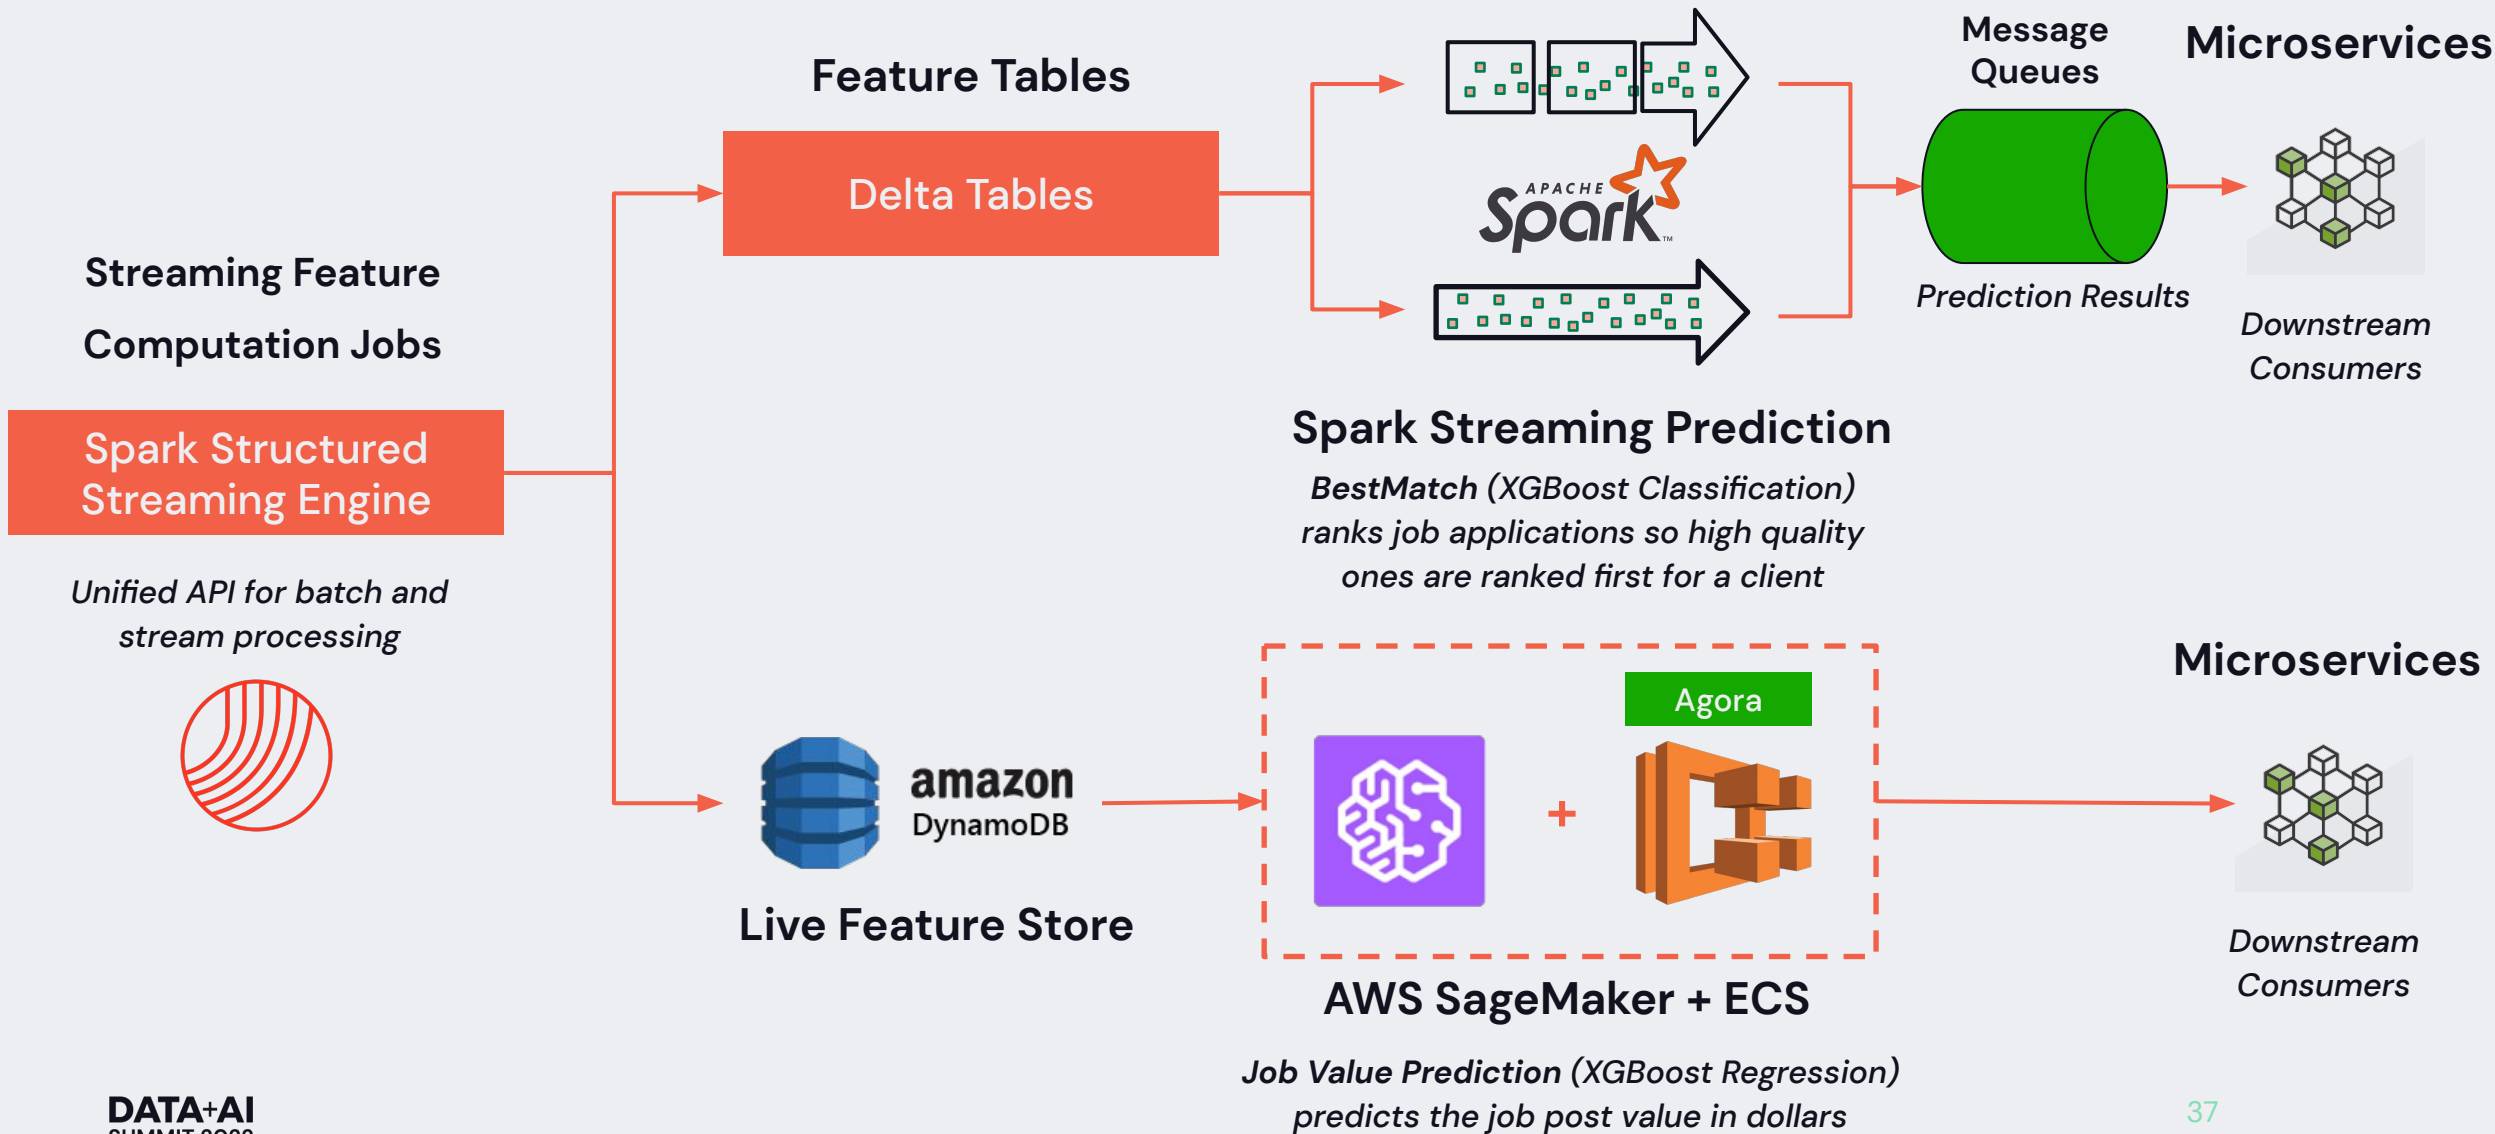 Streaming Feature
Computation Jobs
Spark Structured
Streaming Engine
Unified API for batch and
stream processing
Feature Tables
Delta Tables
APACHE
Spark™
Message
Queues
Prediction Results
Microservices
Downstream
Consumers
Spark Streaming Prediction
BestMatch (XGBoost Classification)
ranks job applications so high quality
ones are ranked first for a client
amazon
DynamoDB
Live Feature Store
Agora
+
AWS SageMaker + ECS
Job Value Prediction (XGBoost Regression)
predicts the job post value in dollars
Microservices
Downstream
Consumers
DATA+AI
37